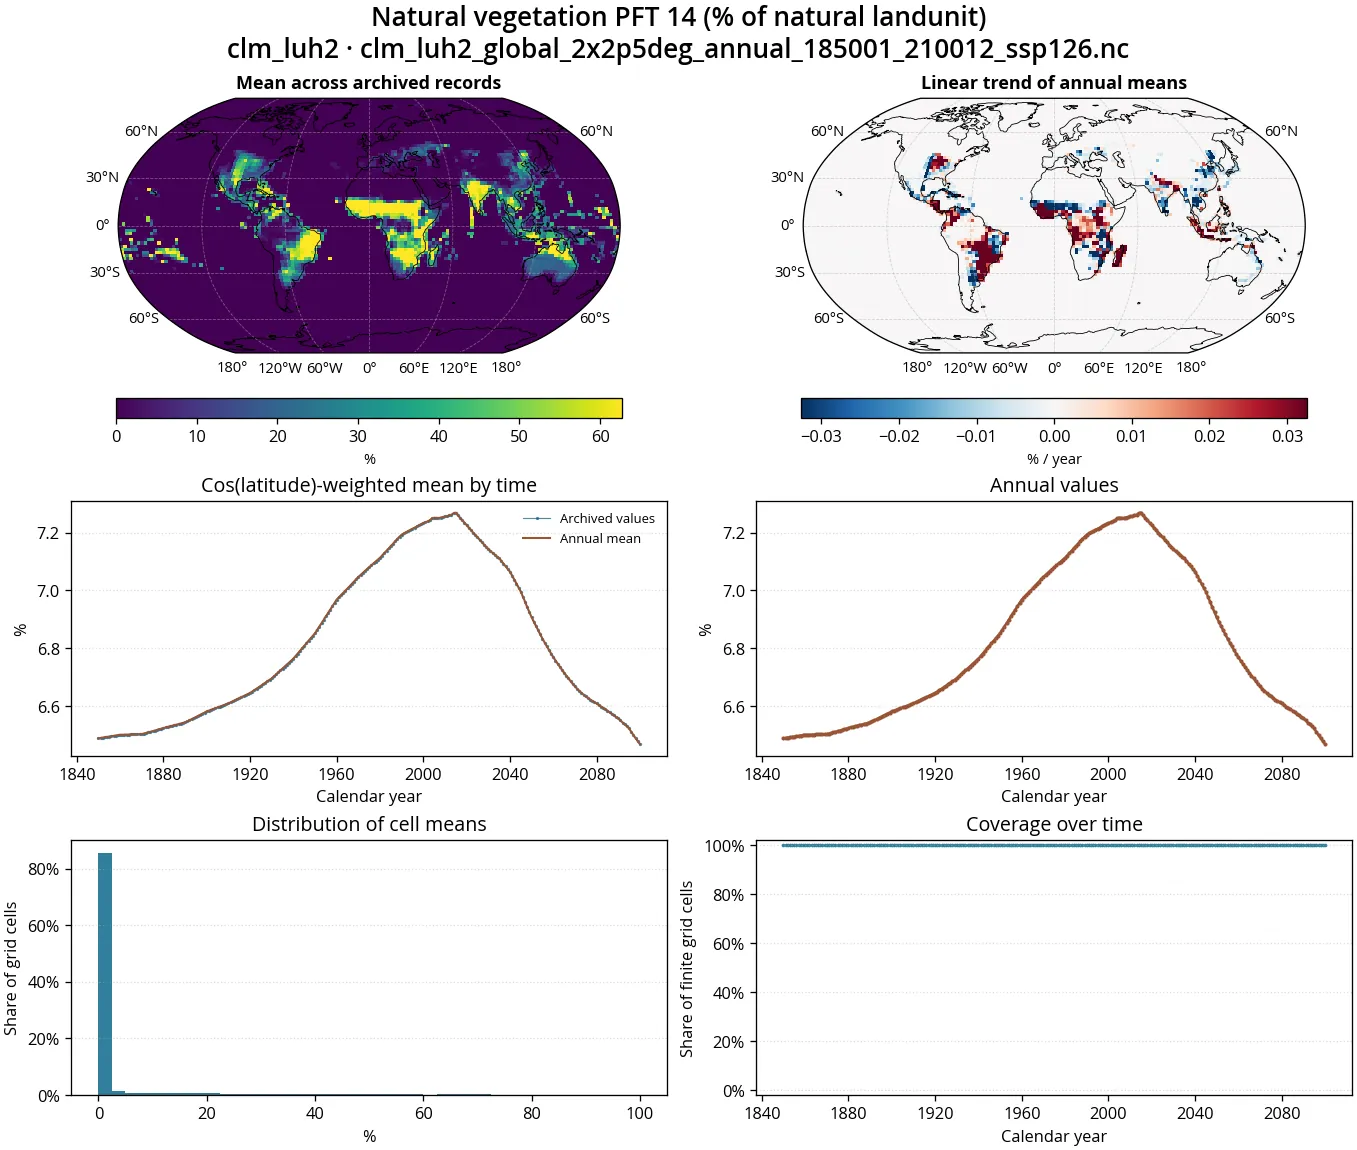 Natural vegetation PFT 14 (% of natural landunit)
clm_luh2 · clm_luh2_global_2x2p5deg_annual_185001_210012_ssp126.nc
Mean across archived records
60°N
60°N
30°N
30°N
0°
0°
30°S
30°S
60°S
60°S
180° 120°W 60°W 0° 60°E 120°E 180°
0 10 20 30 40 50 60
%
Linear trend of annual means
60°N
60°N
30°N
30°N
0°
0°
30°S
30°S
60°S
60°S
180° 120°W 60°W 0° 60°E 120°E 180°
−0.03 −0.02 −0.01 0.00 0.01 0.02 0.03
% / year
Cos(latitude)-weighted mean by time
Archived values
Annual mean
7.2
7.0
6.8
6.6
%
1840 1880 1920 1960 2000 2040 2080
Calendar year
Annual values
7.2
7.0
6.8
6.6
%
1840 1880 1920 1960 2000 2040 2080
Calendar year
Distribution of cell means
80%
60%
40%
20%
0%
Share of grid cells
0 20 40 60 80 100
%
Coverage over time
100%
80%
60%
40%
20%
0%
Share of finite grid cells
1840 1880 1920 1960 2000 2040 2080
Calendar year